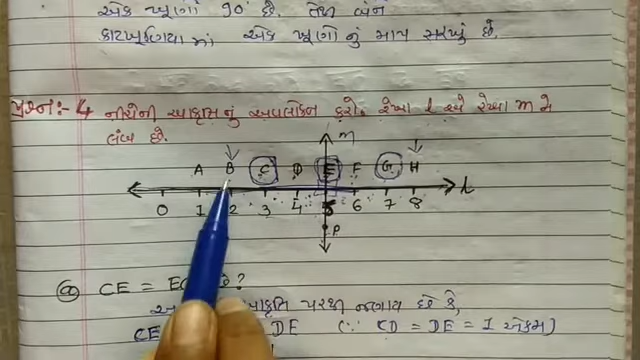 એક ખૂણો 90° છે. તથા બંને
કાટખૂણિયામાં એક ખૂણાનું માપ સરખું છે.
પ્રશ્ન:- 4 નીચેની આકૃતિનું અવલોકન કરો. રેખા l એ રેખા m ને
લંબ છે.
m
A B C D E F G H
l
0 1 2 3 4 5 6 7 8
P
ⓐ CE = EG છે?
આકૃતિ પરથી જણાય છે કે,
CE DE (∵ CD = DE = 1 એકમ)